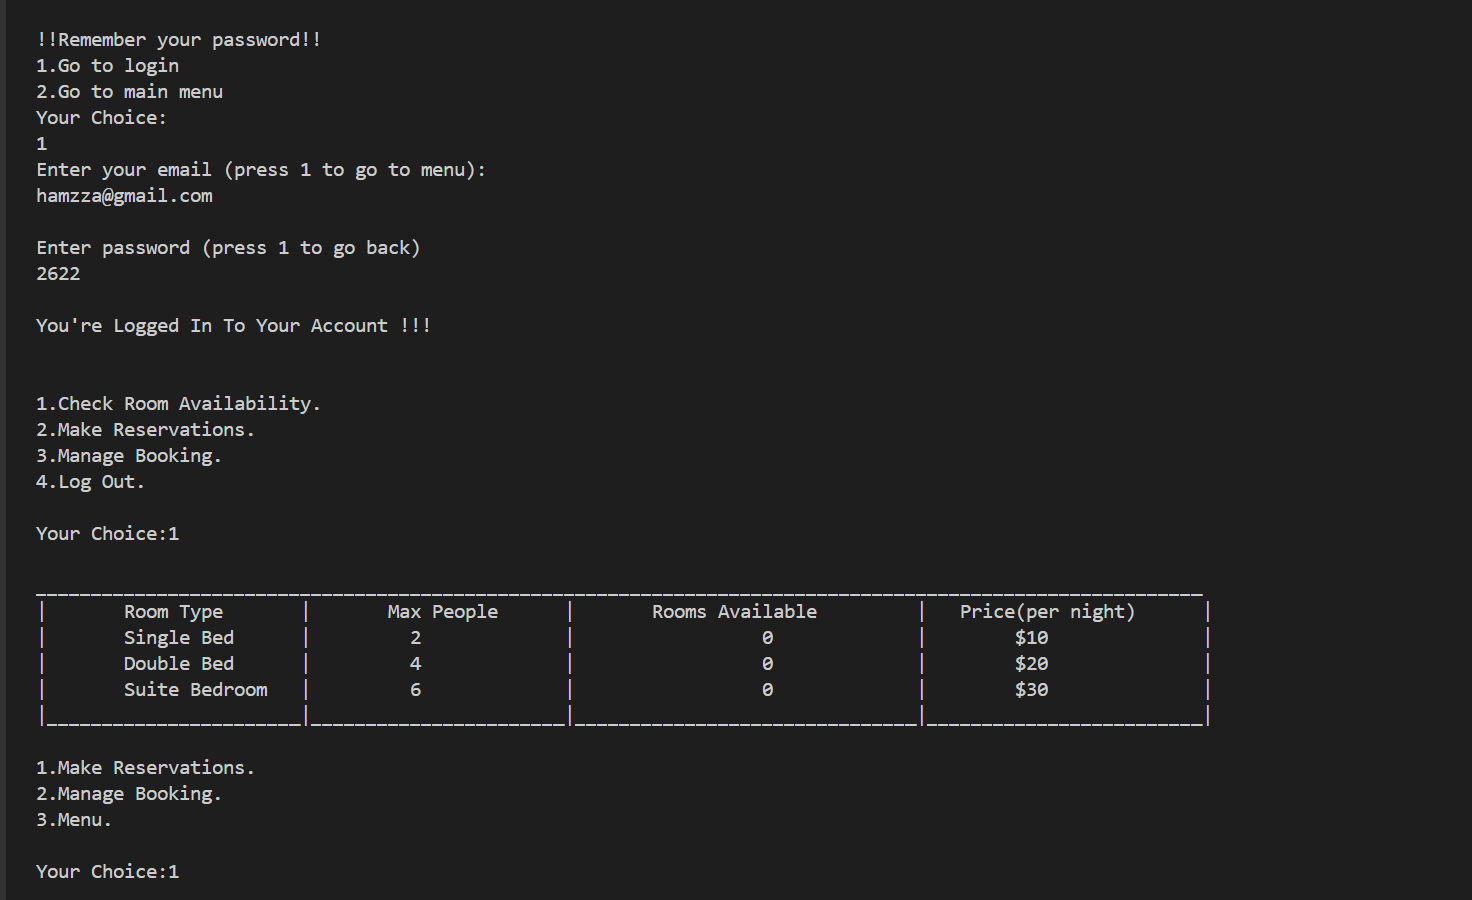 !!Remember your password!!
1.Go to login
2.Go to main menu
Your Choice:
1
Enter your email (press 1 to go to menu):
hamzza@gmail.com
Enter password (press 1 to go back)
2622
You're Logged In To Your Account !!!
1.Check Room Availability.
2.Make Reservations.
3.Manage Booking.
4.Log Out.
Your Choice:1
| Room Type | Max People | Rooms Available | Price(per night) |
| Single Bed | 2 | 0 | $10 |
| Double Bed | 4 | 0 | $20 |
| Suite Bedroom | 6 | 0 | $30 |
1.Make Reservations.
2.Manage Booking.
3.Menu.
Your Choice:1